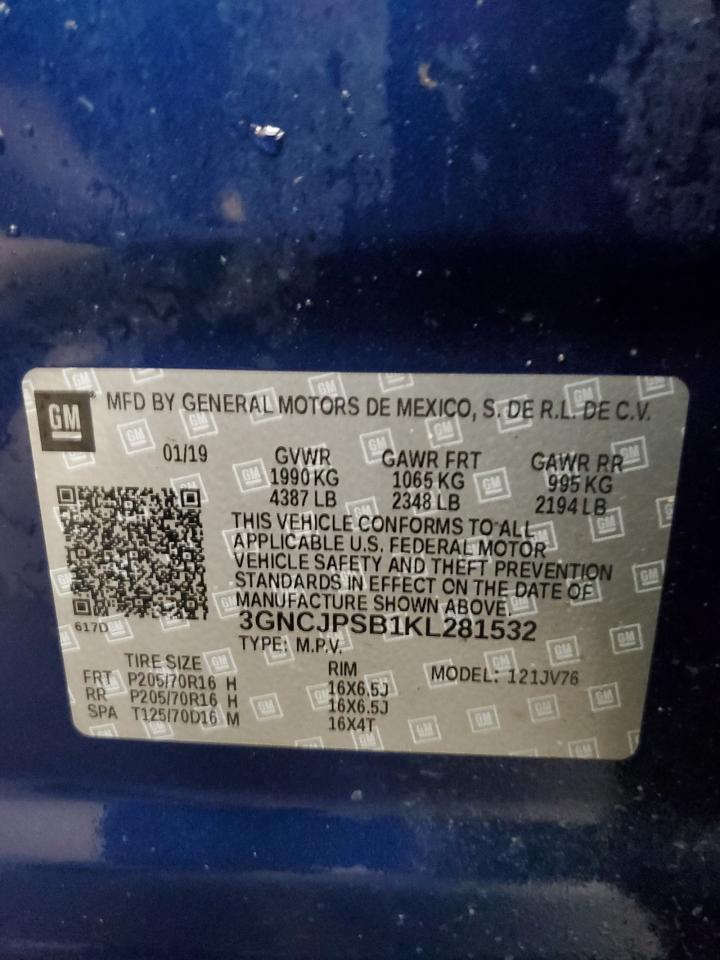 GM
MFD BY GENERAL MOTORS DE MEXICO, S. DE R.L. DE C.V.
01/19 GVWR GAWR FRT GAWR RR
1990 KG 1065 KG 995 KG
4387 LB 2348 LB 2194 LB
THIS VEHICLE CONFORMS TO ALL
APPLICABLE U.S. FEDERAL MOTOR
VEHICLE SAFETY AND THEFT PREVENTION
STANDARDS IN EFFECT ON THE DATE OF
MANUFACTURE SHOWN ABOVE.
617D
3GNCJPSB1KL281532
TYPE: M.P.V.
TIRE SIZE RIM MODEL: 121JV76
FRT P205/70R16 H 16X6.5J
RR P205/70R16 H 16X6.5J
SPA T125/70D16 M 16X4T